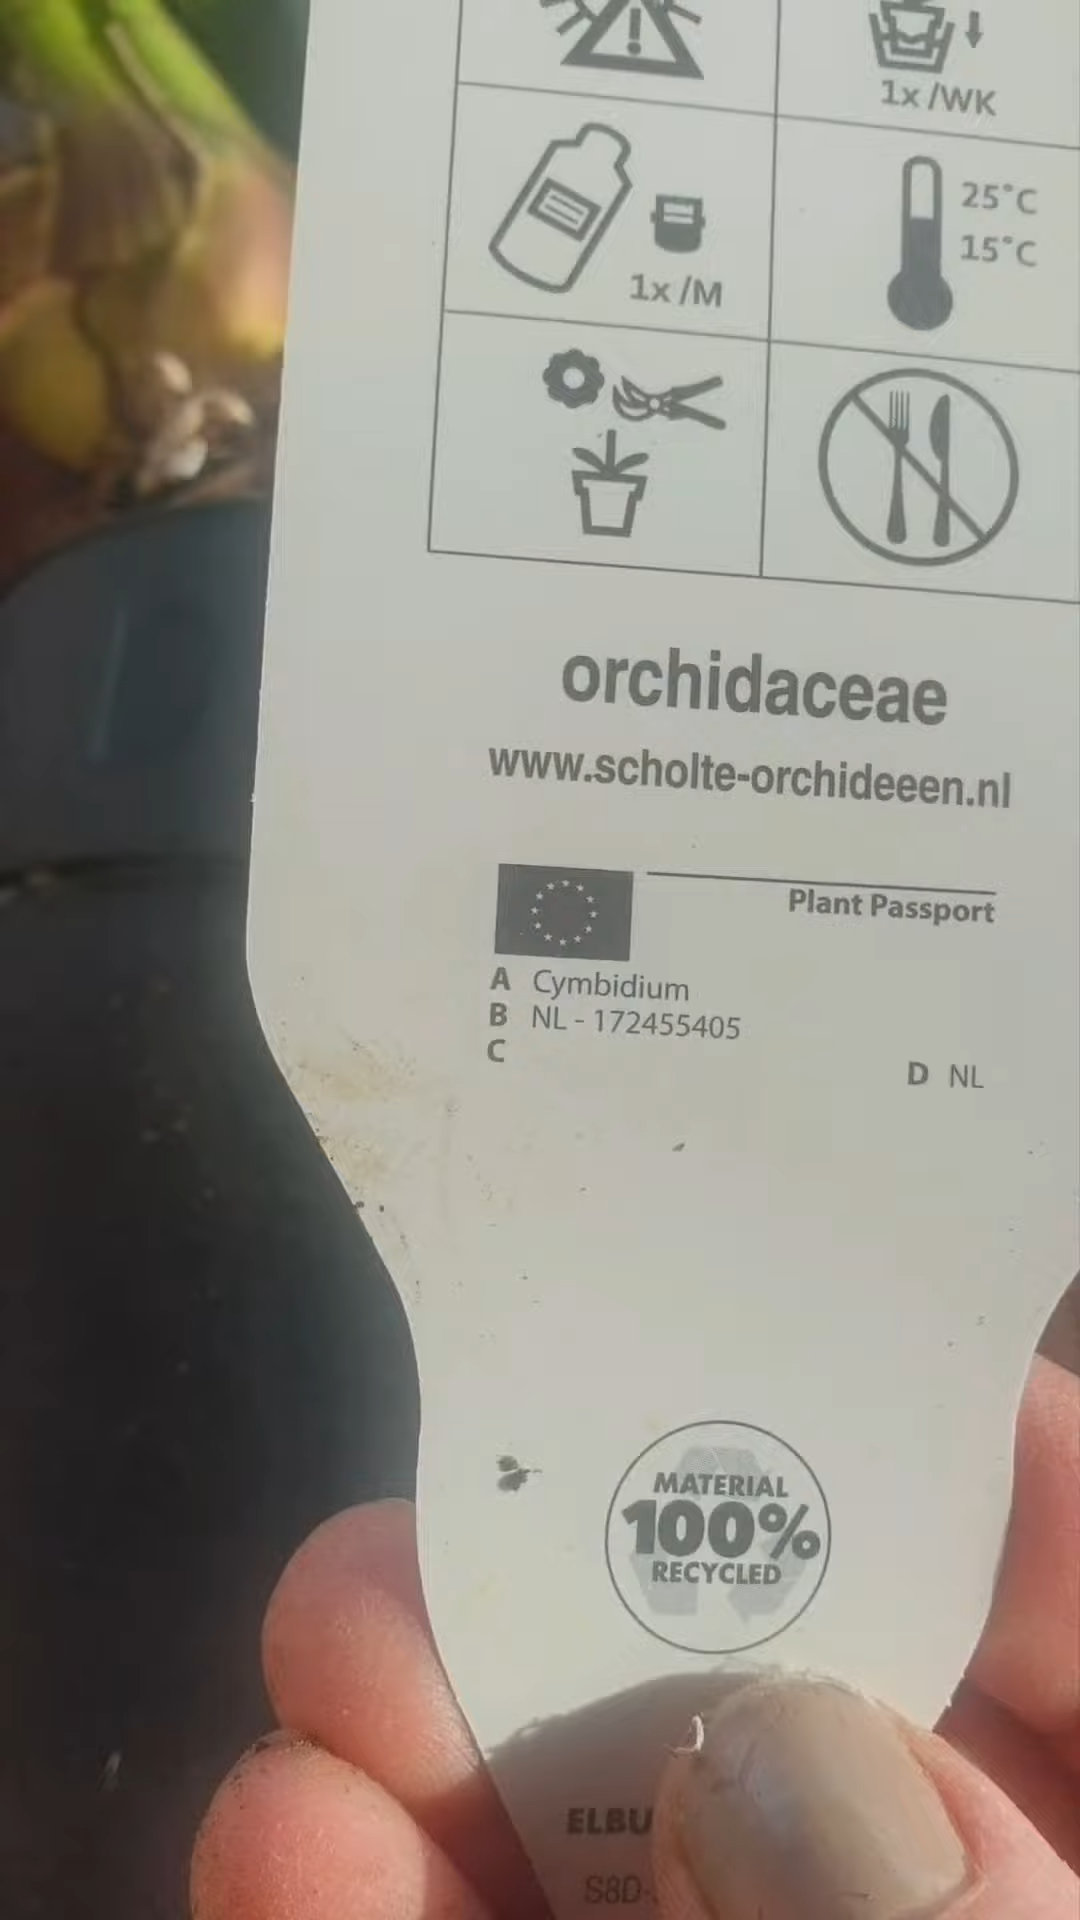 1x /WK
25°C
15°C
1x /M
orchidaceae
www.scholte-orchideeen.nl
Plant Passport
A Cymbidium
B NL - 172455405
C
D NL
MATERIAL
100%
RECYCLED